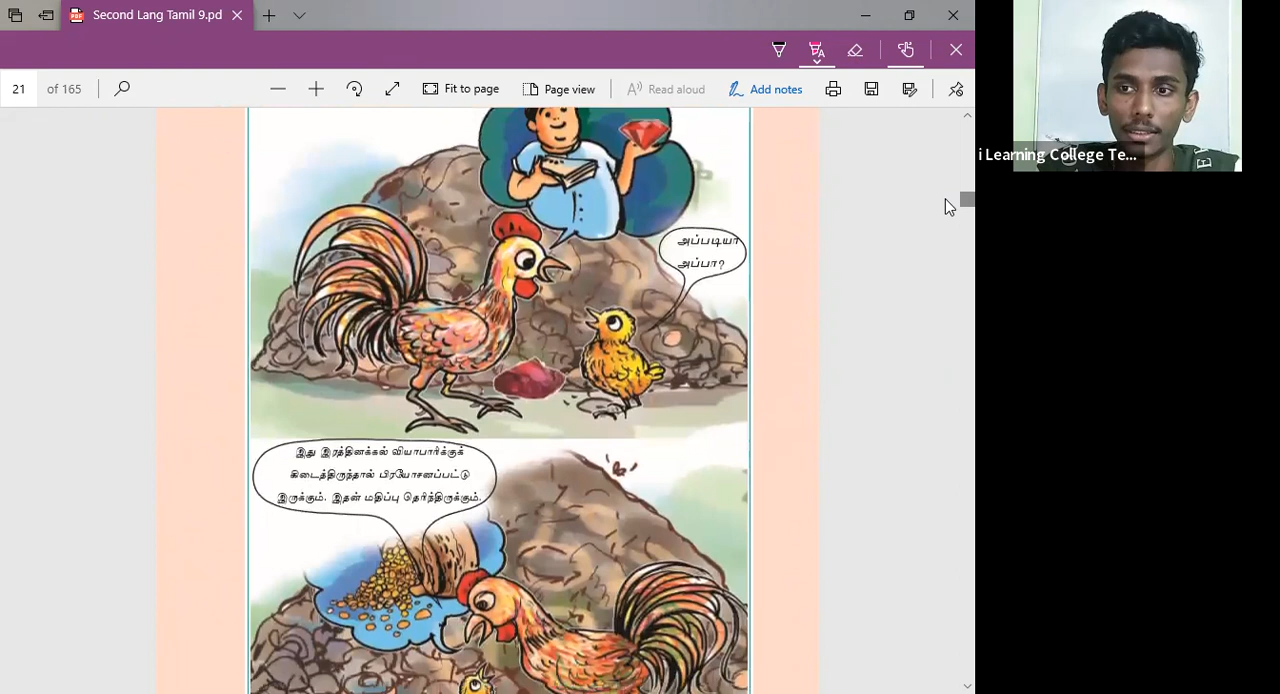 Second Lang Tamil 9.pd
21 of 165
Fit to page
Page view
Read aloud
Add notes
i Learning College Te...
அப்படியா
அப்பா?
இது இரத்தினக்கல் வியாபாரிக்குக்
கிடைத்திருந்தால் பிரயோசனப்பட்டு
இருக்கும். இதன் மதிப்பு தெரிந்திருக்கும்.